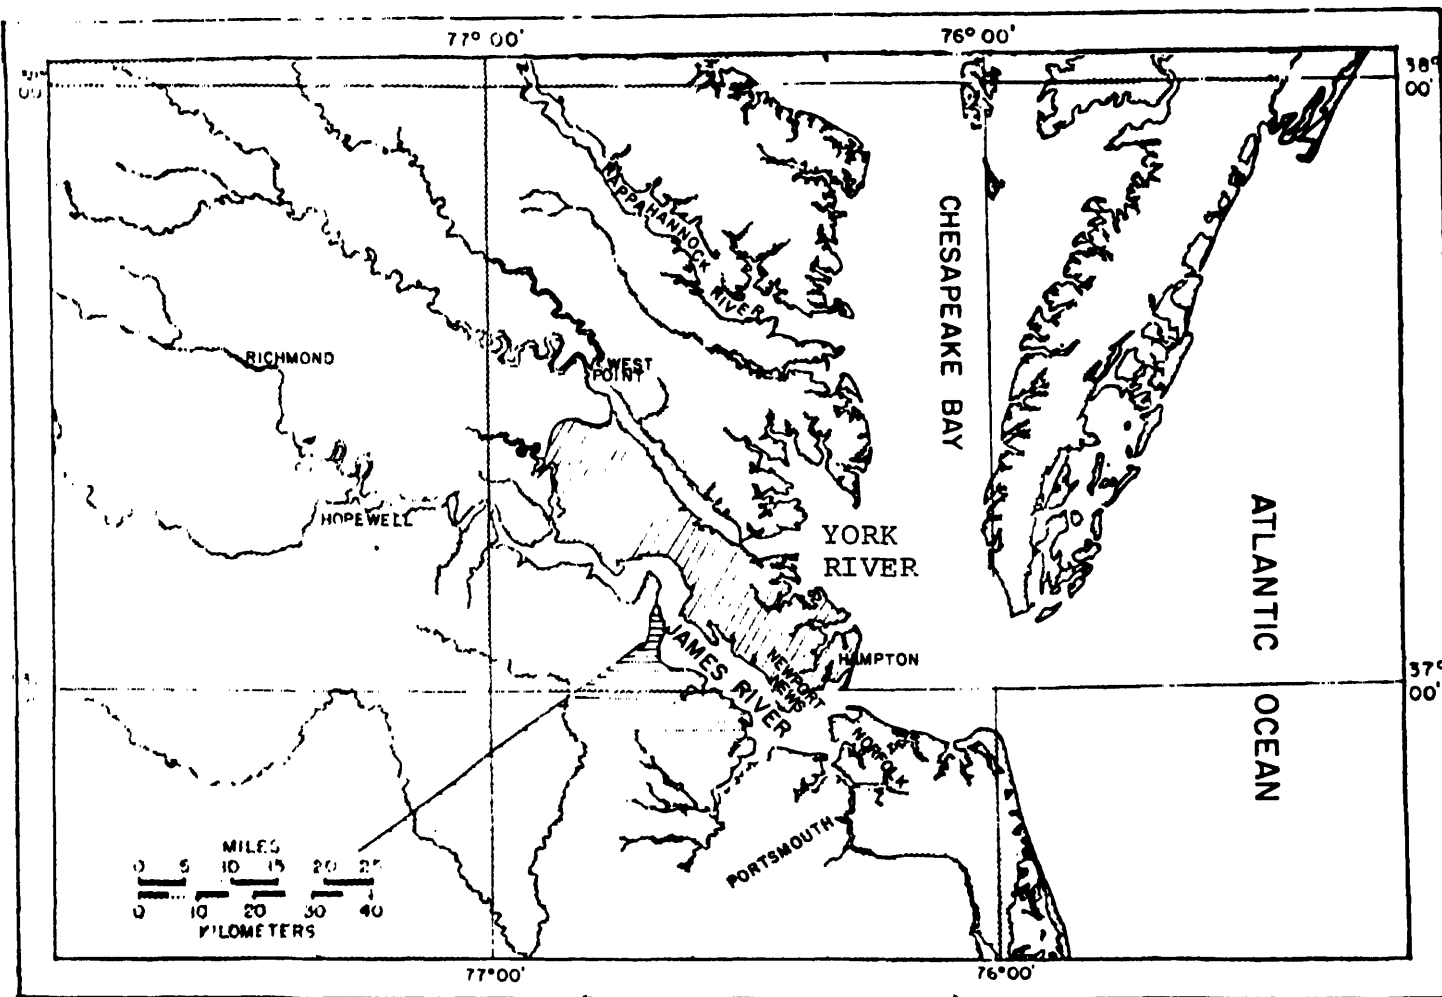 77° 00'
76° 00'
38°
00'
RAPPAHANNOCK
RIVER
CHESAPEAKE BAY
RICHMOND
WEST
POINT
HOPEWELL
YORK
RIVER
ATLANTIC OCEAN
JAMES RIVER
NEWPORT
NEWS
HAMPTON
37°
00'
NORFOLK
PORTSMOUTH
MILES
0 5 10 15 20 25
0 10 20 30 40
KILOMETERS
77°00'
76°00'